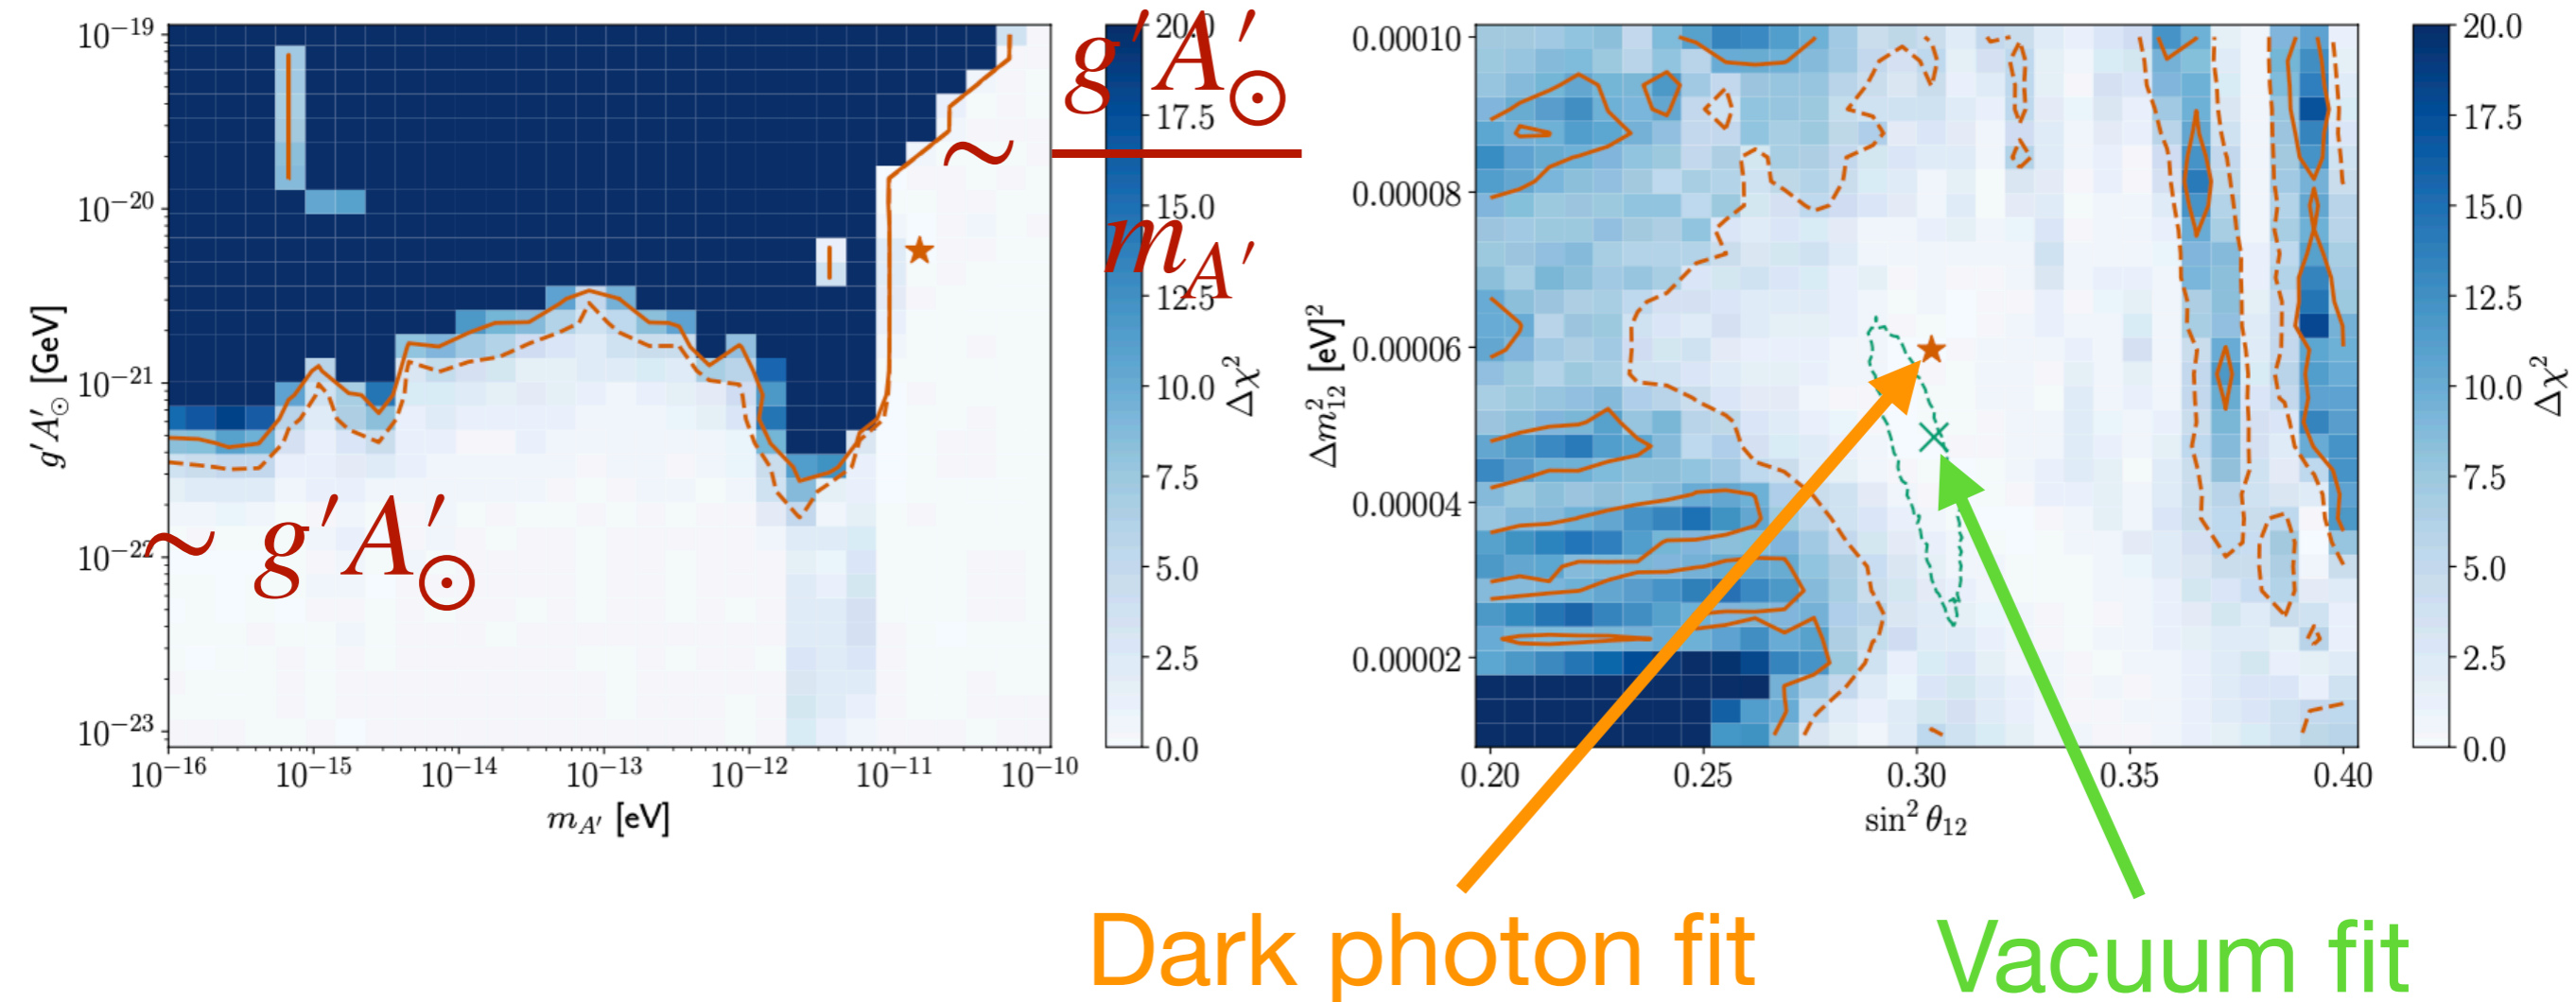 g′A′⊙ [GeV]
10⁻¹⁹
10⁻²⁰
10⁻²¹
10⁻²²
10⁻²³
10⁻¹⁶ 10⁻¹⁵ 10⁻¹⁴ 10⁻¹³ 10⁻¹² 10⁻¹¹ 10⁻¹⁰
m_A′ [eV]
~ g′A′⊙
~ g′A′⊙ / m_A′
20.0
17.5
15.0
12.5
10.0
7.5
5.0
2.5
0.0
Δχ²
Δm²₁₂ [eV]²
0.00010
0.00008
0.00006
0.00004
0.00002
0.20 0.25 0.30 0.35 0.40
sin² θ₁₂
20.0
17.5
15.0
12.5
10.0
7.5
5.0
2.5
0.0
Δχ²
Dark photon fit
Vacuum fit